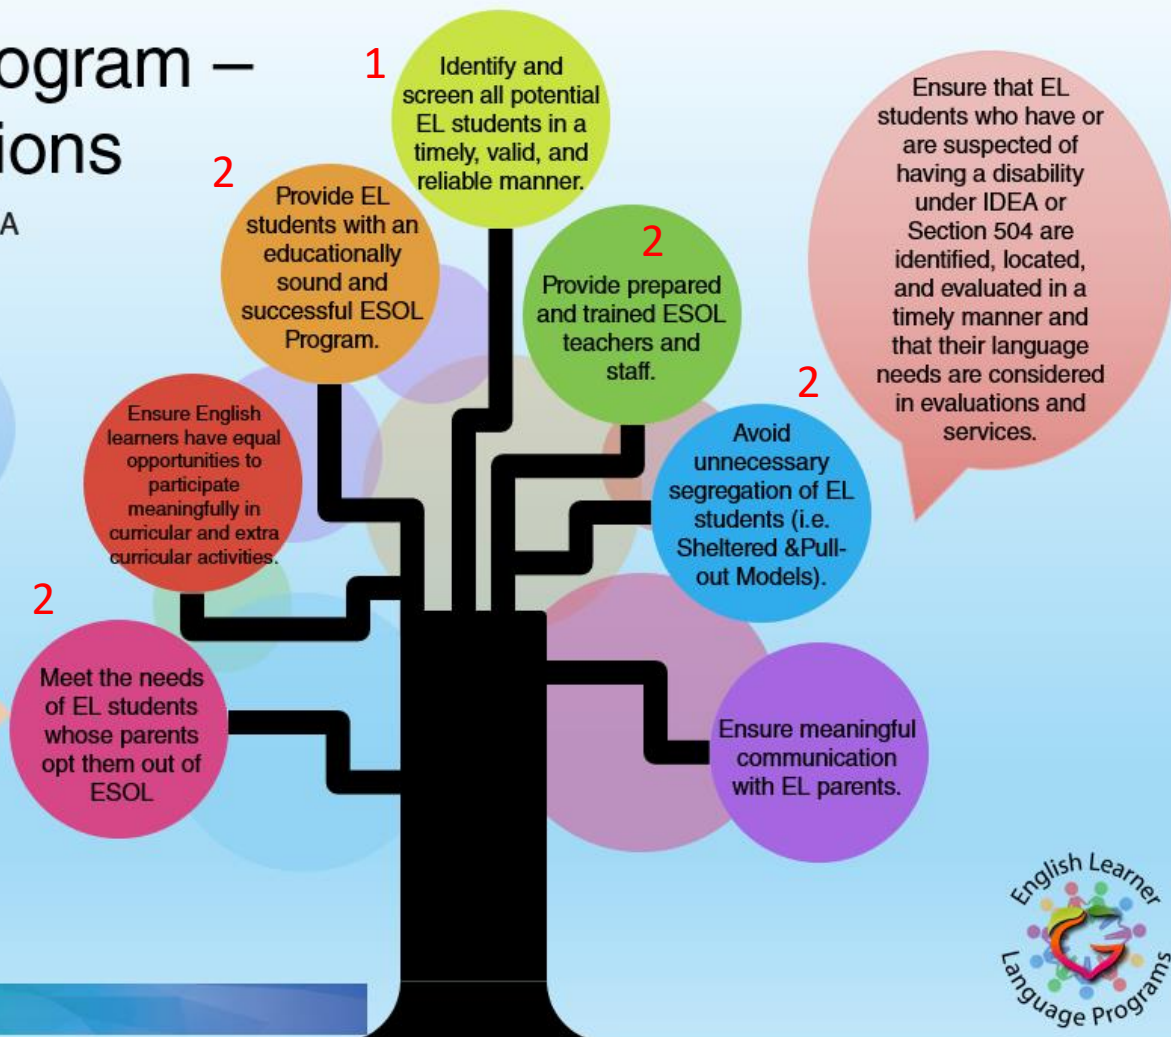 ogram –
ions
A
1
Identify and
screen all potential
EL students in a
timely, valid, and
reliable manner.
2
Provide EL
students with an
educationally
sound and
successful ESOL
Program.
2
Provide prepared
and trained ESOL
teachers and
staff.
Ensure that EL
students who have or
are suspected of
having a disability
under IDEA or
Section 504 are
identified, located,
and evaluated in a
timely manner and
that their language
needs are considered
in evaluations and
services.
Ensure English
learners have equal
opportunities to
participate
meaningfully in
curricular and extra
curricular activities.
2
Avoid
unnecessary
segregation of EL
students (i.e.
Sheltered &Pull-
out Models).
2
Meet the needs
of EL students
whose parents
opt them out of
ESOL
Ensure meaningful
communication
with EL parents.
English Learner
Language Programs